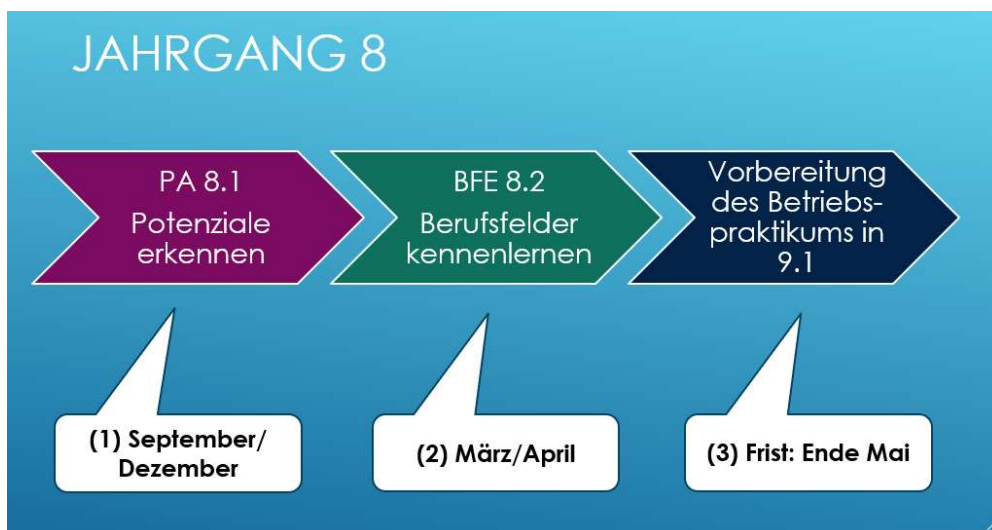 JAHRGANG 8
PA 8.1
Potenziale
erkennen
BFE 8.2
Berufsfelder
kennenlernen
Vorbereitung
des Betriebs-
praktikums in
9.1
(1) September/
Dezember
(2) März/April
(3) Frist: Ende Mai